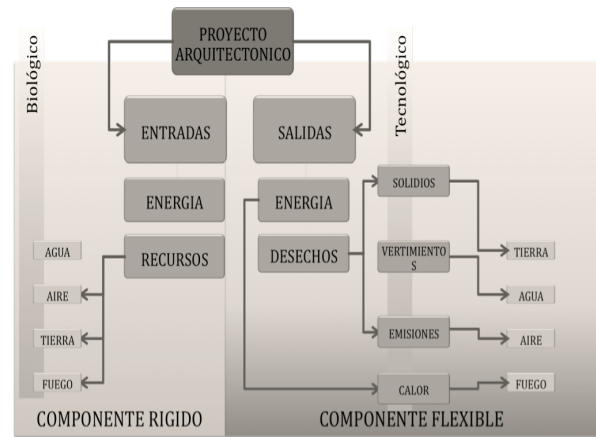 PROYECTO
ARQUITECTONICO
Biológico
Tecnológico
ENTRADAS
SALIDAS
ENERGIA
ENERGIA
SOLIDIOS
RECURSOS
DESECHOS
VERTIMIENTO
S
AGUA
AIRE
TIERRA
FUEGO
EMISIONES
CALOR
TIERRA
AGUA
AIRE
FUEGO
COMPONENTE RIGIDO
COMPONENTE FLEXIBLE